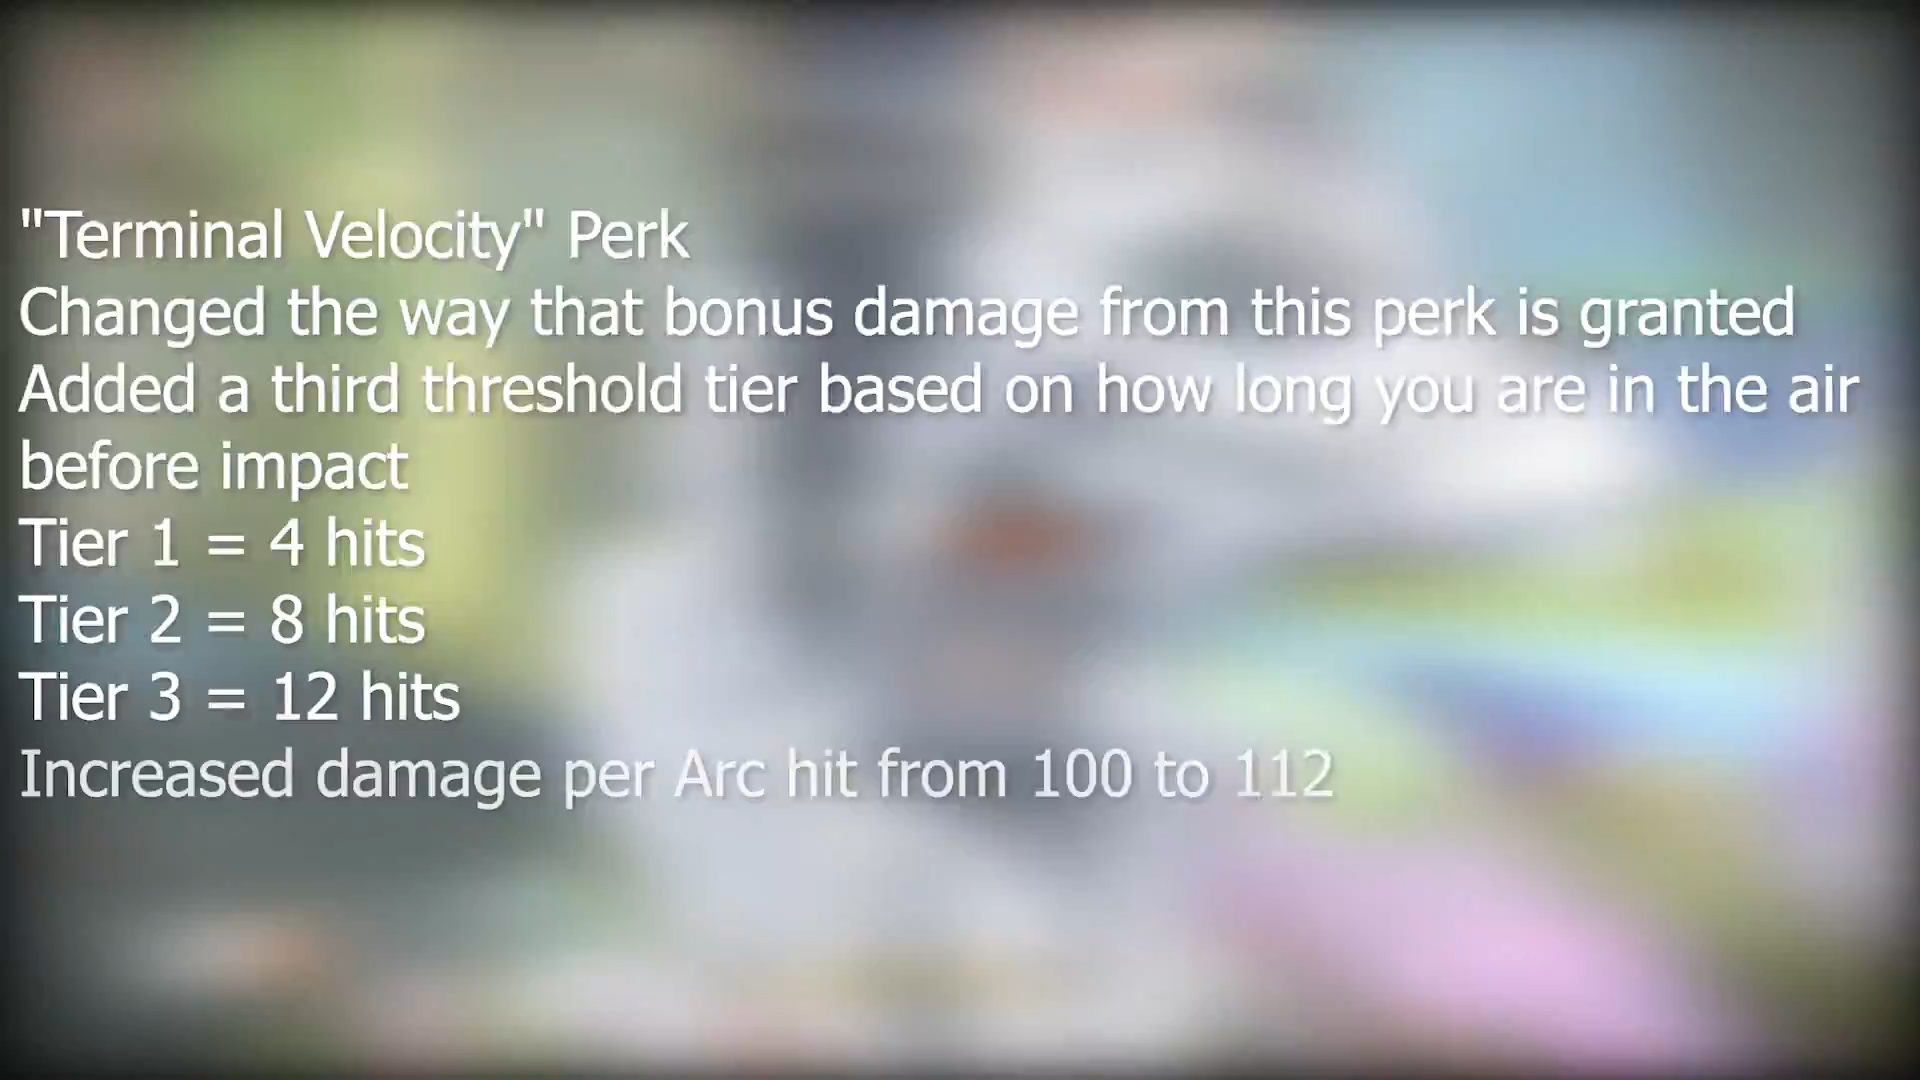 "Terminal Velocity" Perk
Changed the way that bonus damage from this perk is granted
Added a third threshold tier based on how long you are in the air
before impact
Tier 1 = 4 hits
Tier 2 = 8 hits
Tier 3 = 12 hits
Increased damage per Arc hit from 100 to 112